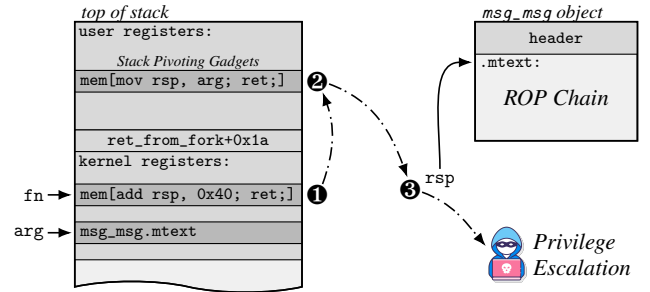 top of stack
user registers:
Stack Pivoting Gadgets
mem[mov rsp, arg; ret;]
❷
ret_from_fork+0x1a
kernel registers:
fn
mem[add rsp, 0x40; ret;]
❶
arg
msg_msg.mtext
❸
rsp
msg_msg object
header
.mtext:
ROP Chain
Privilege
Escalation